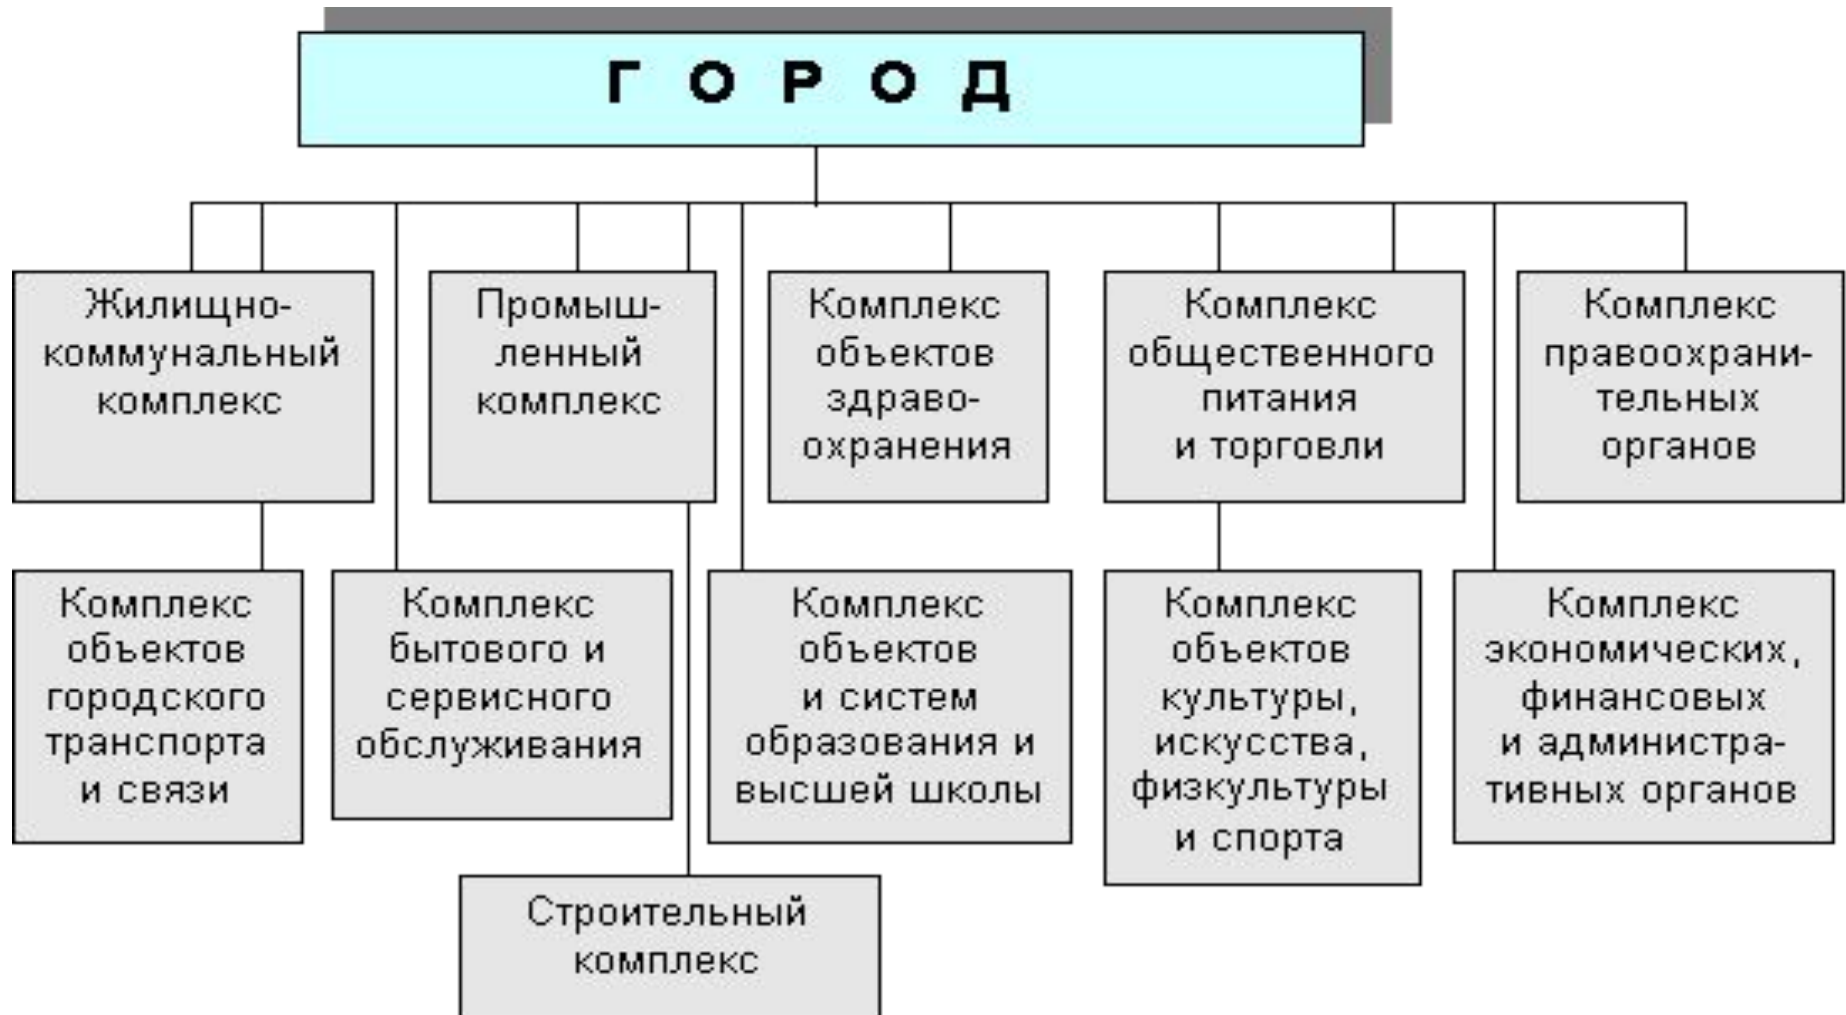 Г О Р О Д
Жилищно-
коммунальный
комплекс
Промыш-
ленный
комплекс
Комплекс
объектов
здраво-
охранения
Комплекс
общественного
питания
и торговли
Комплекс
правоохрани-
тельных
органов
Комплекс
объектов
городского
транспорта
и связи
Комплекс
бытового и
сервисного
обслуживания
Комплекс
объектов
и систем
образования и
высшей школы
Комплекс
объектов
культуры,
искусства,
физкультуры
и спорта
Комплекс
экономических,
финансовых
и администра-
тивных органов
Строительный
комплекс